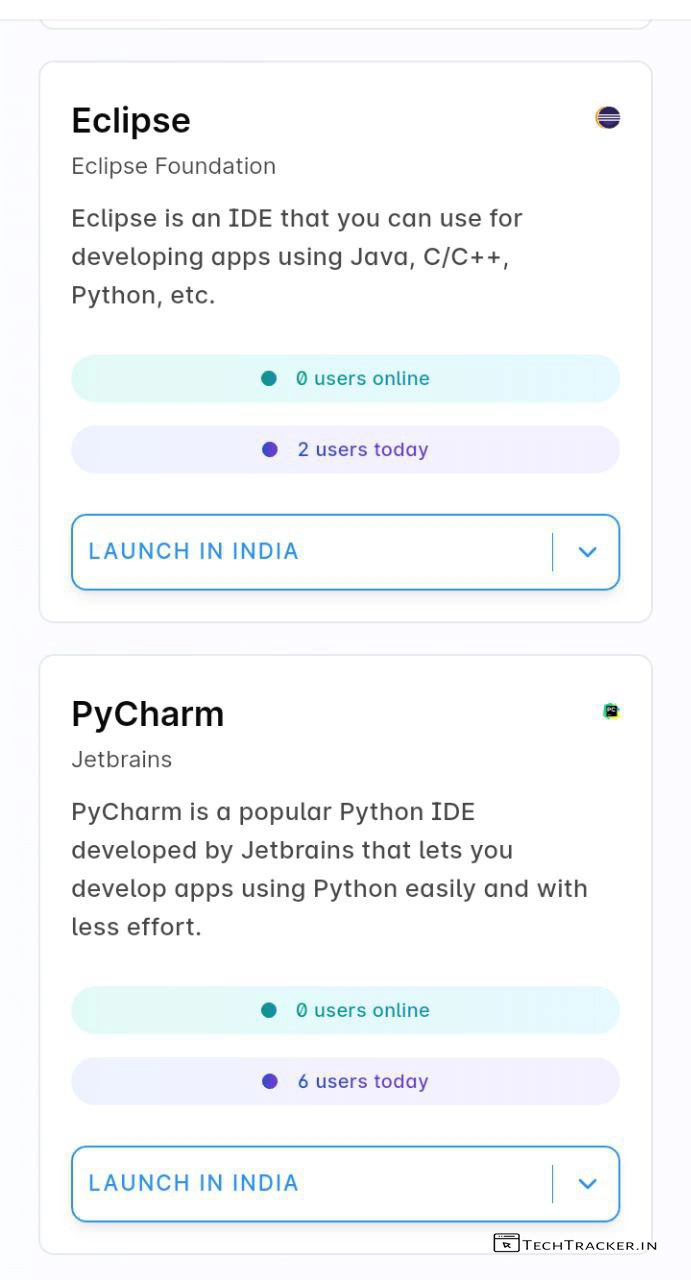 Eclipse
Eclipse Foundation
Eclipse is an IDE that you can use for
developing apps using Java, C/C++,
Python, etc.
0 users online
2 users today
LAUNCH IN INDIA
PyCharm
PC
Jetbrains
PyCharm is a popular Python IDE
developed by Jetbrains that lets you
develop apps using Python easily and with
less effort.
0 users online
6 users today
LAUNCH IN INDIA
TECHTRACKER.IN